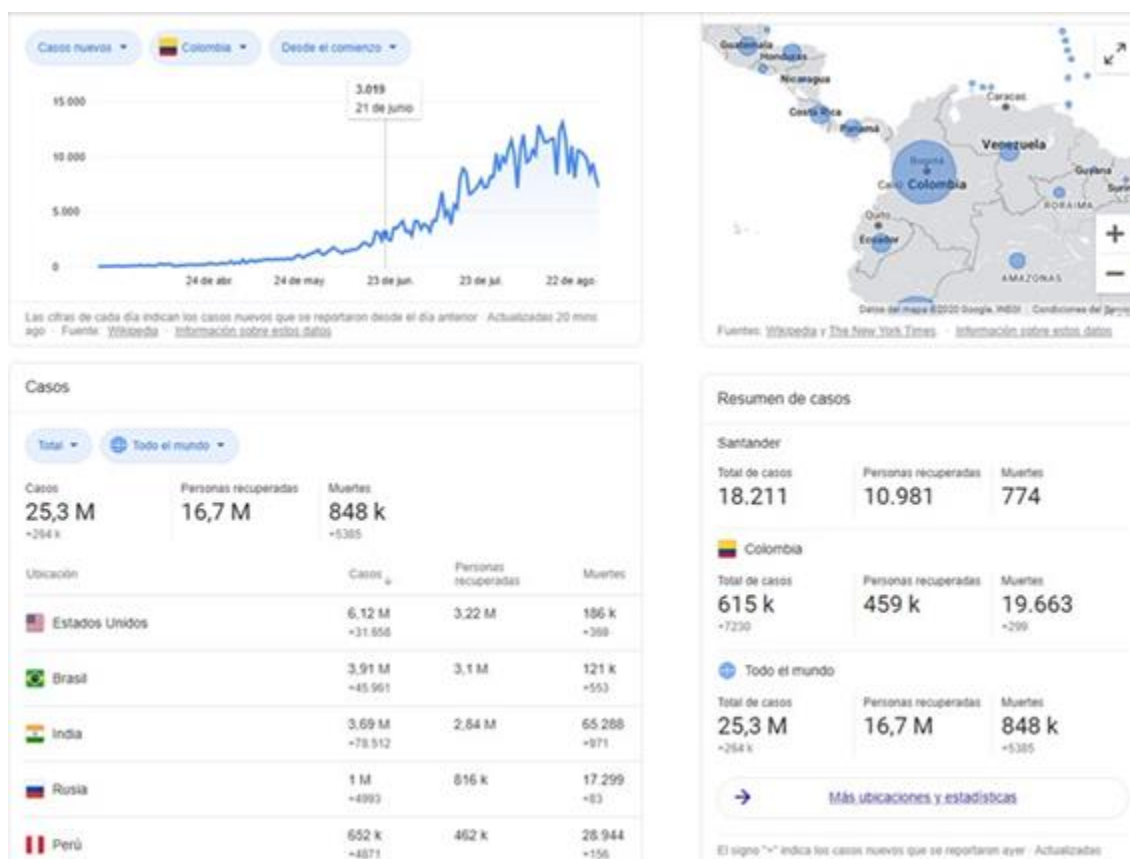 Casos nuevos
Colombia
Desde el comienzo
3.019
21 de junio
15.000
10.000
5.000
0
24 de abr.
24 de may.
23 de jun.
23 de jul.
22 de ago.
Las cifras de cada día indican los casos nuevos que se reportaron desde el día anterior · Actualizadas 20 mins
ago · Fuente: Wikipedia · Información sobre estos datos
Guatemala
Honduras
Nicaragua
Costa Rica
Panamá
Caracas
Venezuela
Guyana
Bogotá
Cali
Colombia
RORAIMA
Quito
Ecuador
AMAZONAS
Datos del mapa ©2020 Google, INEGI
Condiciones del
Fuentes: Wikipedia y The New York Times · Información sobre estos datos
Casos
Total
Todo el mundo
Casos
Personas recuperadas
Muertes
25,3 M
16,7 M
848 k
+264 k
+5385
Ubicación
Casos
Personas
recuperadas
Muertes
Estados Unidos
6,12 M
3,22 M
186 k
+31.658
+369
Brasil
3,91 M
3,1 M
121 k
+45.961
+553
India
3,69 M
2,84 M
65.288
+78.512
+971
Rusia
1 M
816 k
17.299
+4993
+83
Perú
652 k
462 k
28.944
+4871
+156
Resumen de casos
Santander
Total de casos
Personas recuperadas
Muertes
18.211
10.981
774
Colombia
Total de casos
Personas recuperadas
Muertes
615 k
459 k
19.663
+7230
+299
Todo el mundo
Total de casos
Personas recuperadas
Muertes
25,3 M
16,7 M
848 k
+264 k
+5385
Más ubicaciones y estadísticas
El signo "+" indica los casos nuevos que se reportaron ayer · Actualizadas